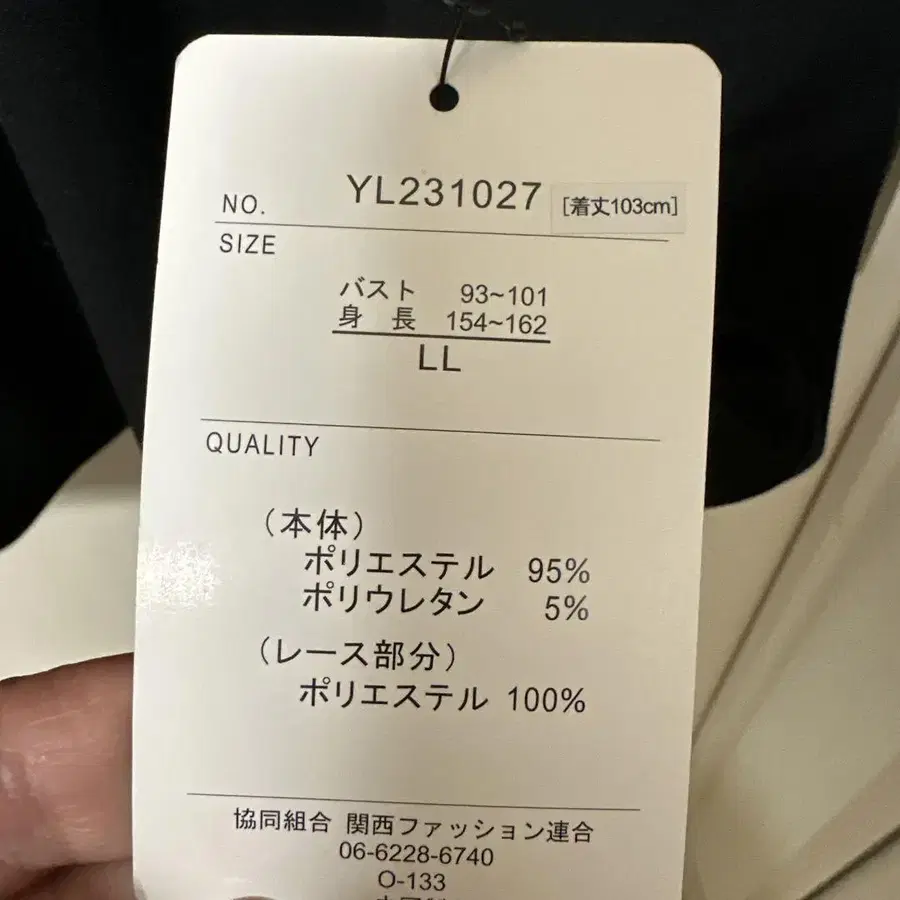 NO. YL231027 [着丈103cm]
SIZE
バスト 93~101
身 長 154~162
LL
QUALITY
(本体)
ポリエステル 95%
ポリウレタン 5%
(レース部分)
ポリエステル 100%
協同組合 関西ファッション連合
06-6228-6740
O-133